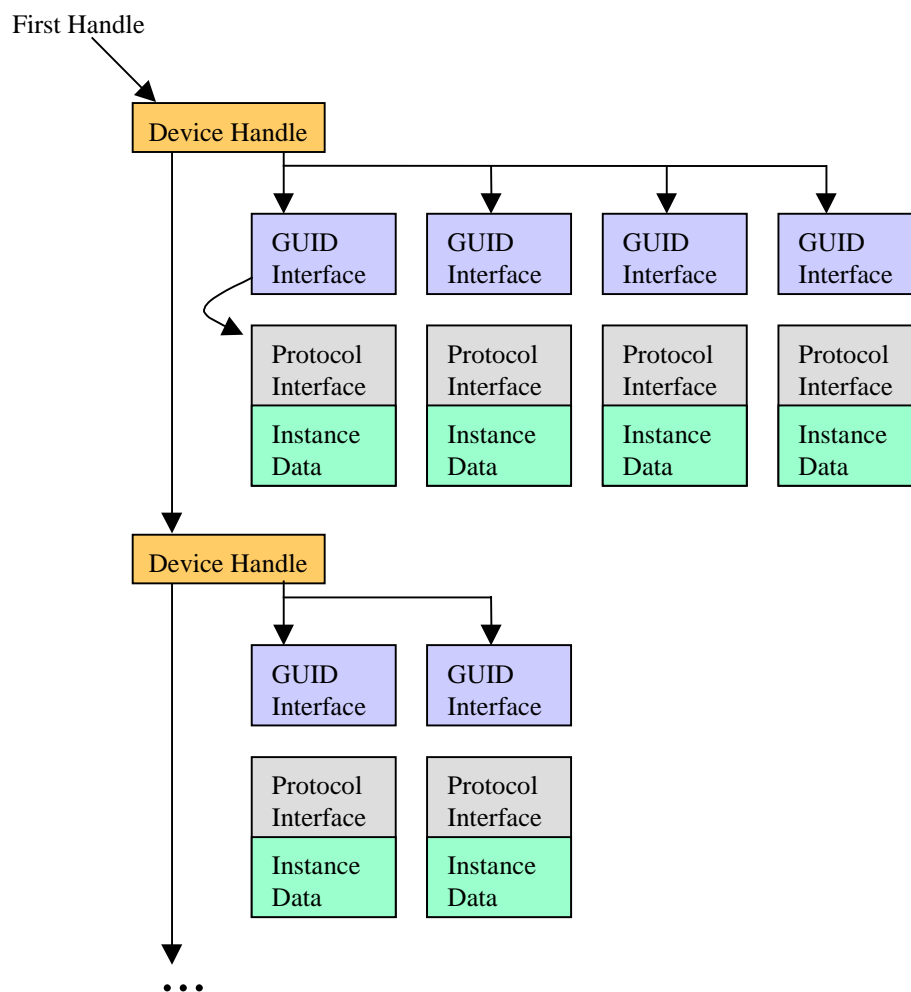 First Handle
Device Handle
GUID
Interface
GUID
Interface
GUID
Interface
GUID
Interface
Protocol
Interface
Protocol
Interface
Protocol
Interface
Protocol
Interface
Instance
Data
Instance
Data
Instance
Data
Instance
Data
Device Handle
GUID
Interface
GUID
Interface
Protocol
Interface
Protocol
Interface
Instance
Data
Instance
Data
...